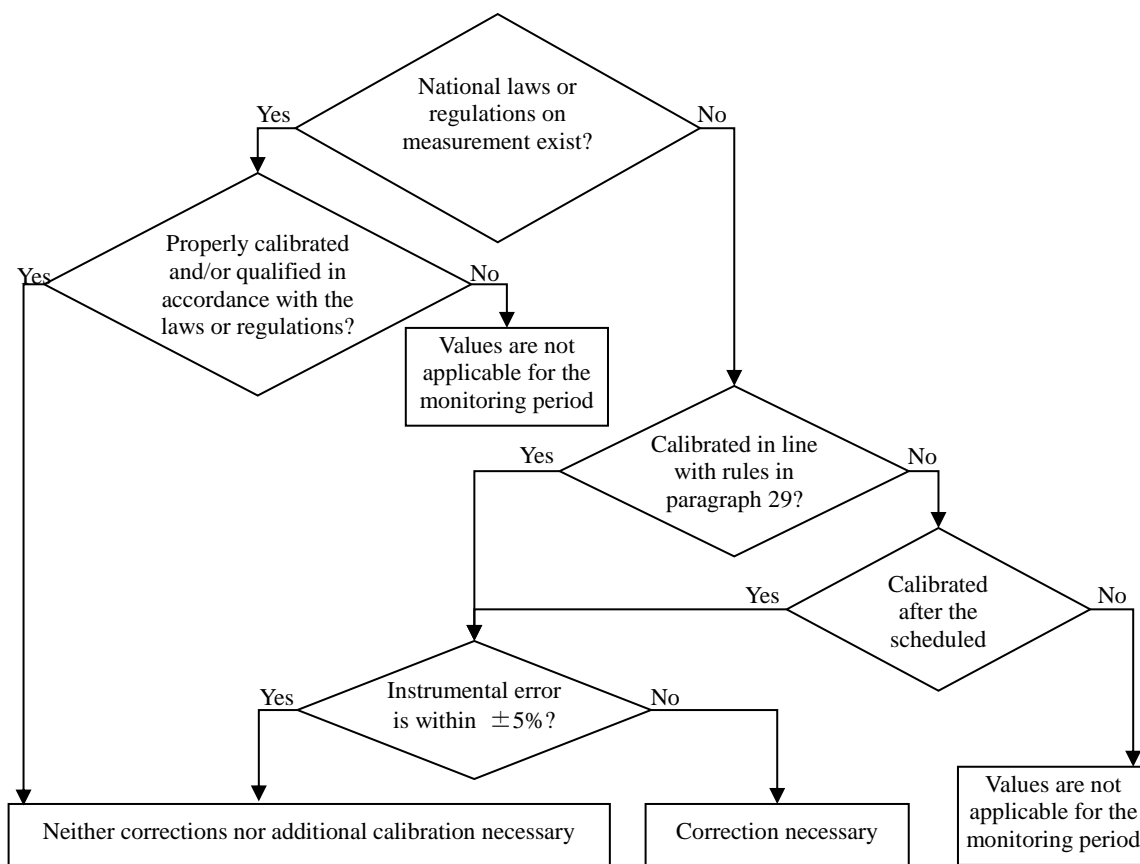 National laws or
regulations on
measurement exist?
Yes
No
Properly calibrated
and/or qualified in
accordance with the
laws or regulations?
Yes
No
Values are not
applicable for the
monitoring period
Calibrated in line
with rules in
paragraph 29?
Yes
No
Calibrated
after the
scheduled
Yes
No
Instrumental error
is within ±5%?
Yes
No
Neither corrections nor additional calibration necessary
Correction necessary
Values are not
applicable for the
monitoring period